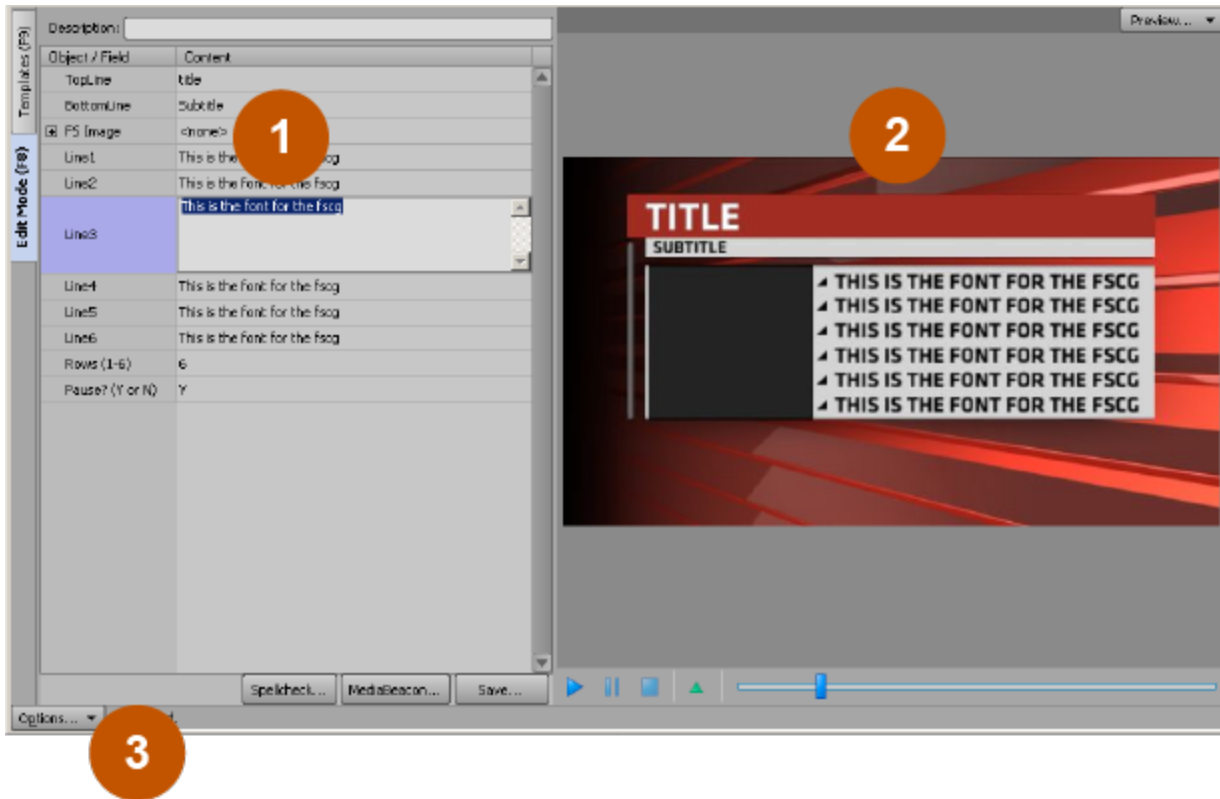 Description:
Preview...
Templates (F9)
Edit Mode (F8)
Object / Field Content
TopLine title
BottomLine Subtitle
FS Image <none>
Line1 This is the font for the fscg
Line2 This is the font for the fscg
Line3 This is the font for the fscg
Line4 This is the font for the fscg
Line5 This is the font for the fscg
Line6 This is the font for the fscg
Rows (1-6) 6
Pause? (Y or N) Y
Spellcheck... MediaBeacon... Save...
Options...
1
2
3
TITLE
SUBTITLE
THIS IS THE FONT FOR THE FSCG
THIS IS THE FONT FOR THE FSCG
THIS IS THE FONT FOR THE FSCG
THIS IS THE FONT FOR THE FSCG
THIS IS THE FONT FOR THE FSCG
THIS IS THE FONT FOR THE FSCG